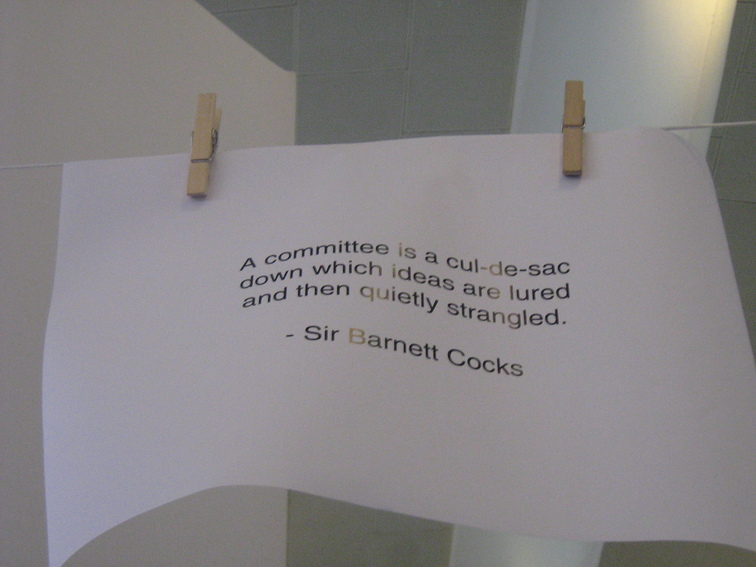 A committee is a cul-de-sac
down which ideas are lured
and then quietly strangled.
- Sir Barnett Cocks